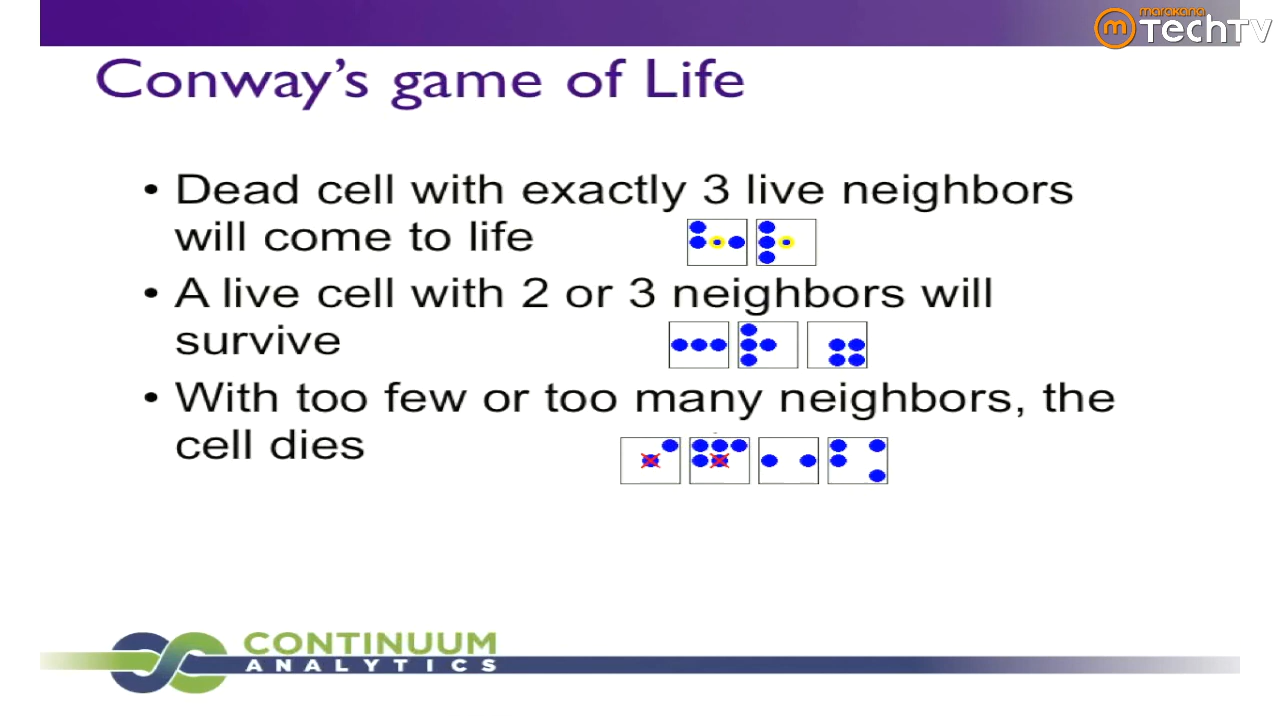 marakana
TechTV
Conway's game of Life
• Dead cell with exactly 3 live neighbors
will come to life
• A live cell with 2 or 3 neighbors will
survive
• With too few or too many neighbors, the
cell dies
CONTINUUM
ANALYTICS